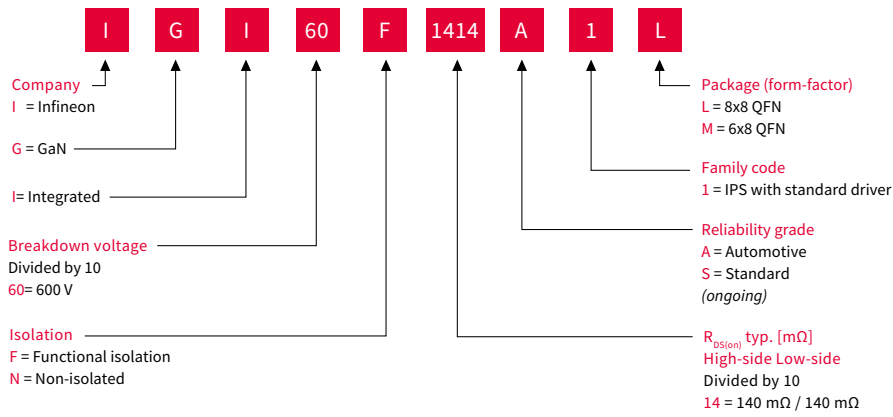 I G I 60 F 1414 A 1 L
Company
I = Infineon
G = GaN
I= Integrated
Breakdown voltage
Divided by 10
60= 600 V
Isolation
F = Functional isolation
N = Non-isolated
Package (form-factor)
L = 8x8 QFN
M = 6x8 QFN
Family code
1 = IPS with standard driver
Reliability grade
A = Automotive
S = Standard
(ongoing)
RDS(on) typ. [mΩ]
High-side Low-side
Divided by 10
14 = 140 mΩ / 140 mΩ